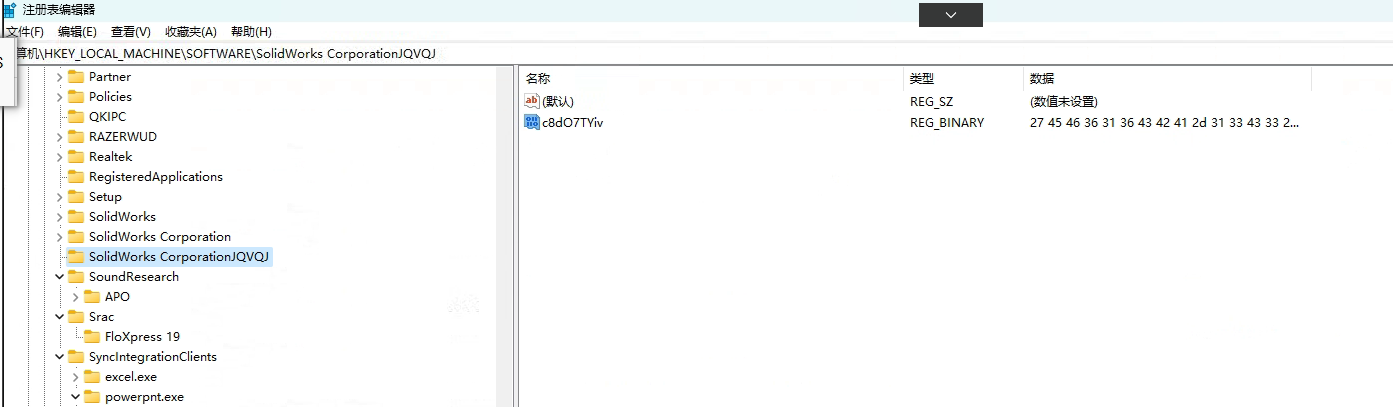 注册表编辑器
文件(F) 编辑(E) 查看(V) 收藏夹(A) 帮助(H)
算机\HKEY_LOCAL_MACHINE\SOFTWARE\SolidWorks CorporationJQVQJ
Partner
Policies
QKIPC
RAZERWUD
Realtek
RegisteredApplications
Setup
SolidWorks
SolidWorks Corporation
SolidWorks CorporationJQVQJ
SoundResearch
APO
Srac
FloXpress 19
SyncIntegrationClients
excel.exe
powerpnt.exe
名称 类型 数据
(默认) REG_SZ (数值未设置)
c8dO7TYiv REG_BINARY 27 45 46 36 31 36 43 42 41 2d 31 33 43 33 2...